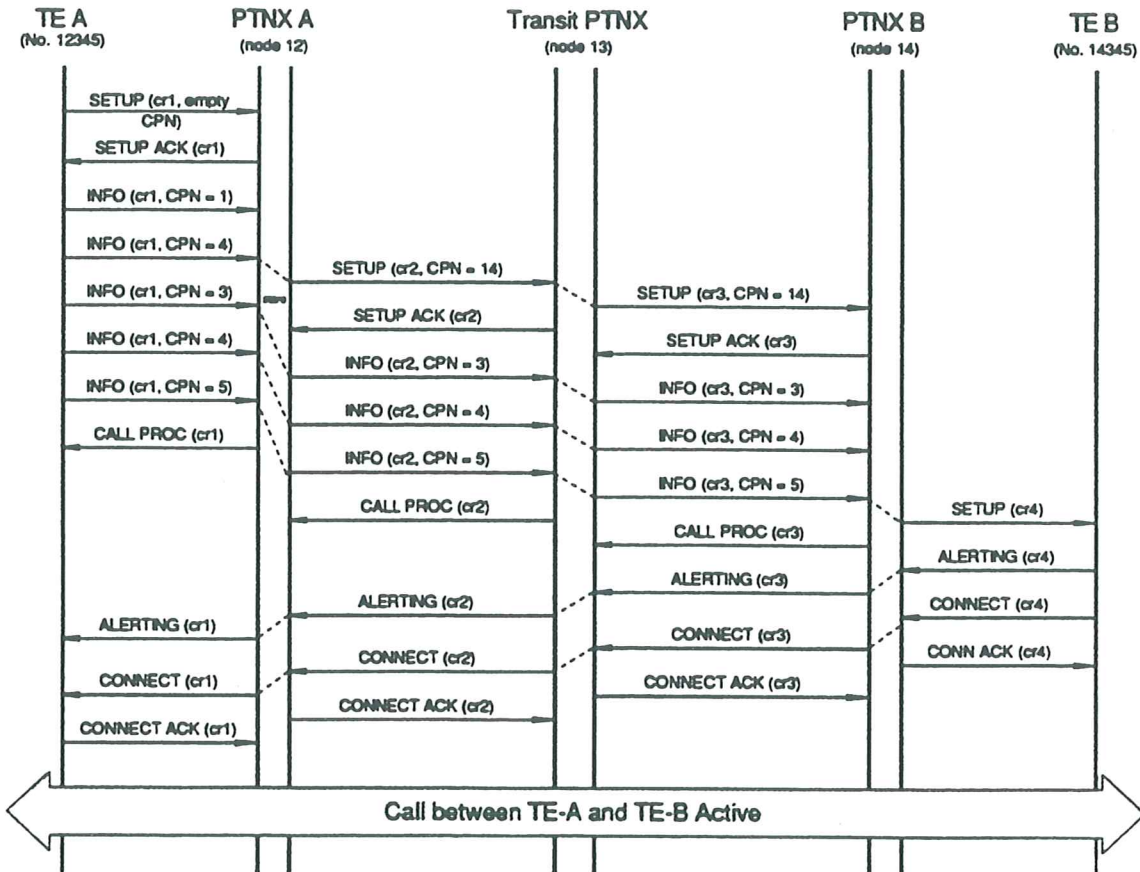 TE A
(No. 12345)
PTNX A
(node 12)
Transit PTNX
(node 13)
PTNX B
(node 14)
TE B
(No. 14345)
SETUP (cr1, empty
CPN)
SETUP ACK (cr1)
INFO (cr1, CPN = 1)
INFO (cr1, CPN = 4)
SETUP (cr2, CPN = 14)
INFO (cr1, CPN = 3)
SETUP (cr3, CPN = 14)
SETUP ACK (cr2)
INFO (cr1, CPN = 4)
SETUP ACK (cr3)
INFO (cr2, CPN = 3)
INFO (cr1, CPN = 5)
INFO (cr3, CPN = 3)
INFO (cr2, CPN = 4)
CALL PROC (cr1)
INFO (cr3, CPN = 4)
INFO (cr2, CPN = 5)
INFO (cr3, CPN = 5)
CALL PROC (cr2)
SETUP (cr4)
CALL PROC (cr3)
ALERTING (cr4)
ALERTING (cr3)
ALERTING (cr2)
CONNECT (cr4)
ALERTING (cr1)
CONNECT (cr3)
CONNECT (cr2)
CONN ACK (cr4)
CONNECT (cr1)
CONNECT ACK (cr3)
CONNECT ACK (cr2)
CONNECT ACK (cr1)
Call between TE-A and TE-B Active